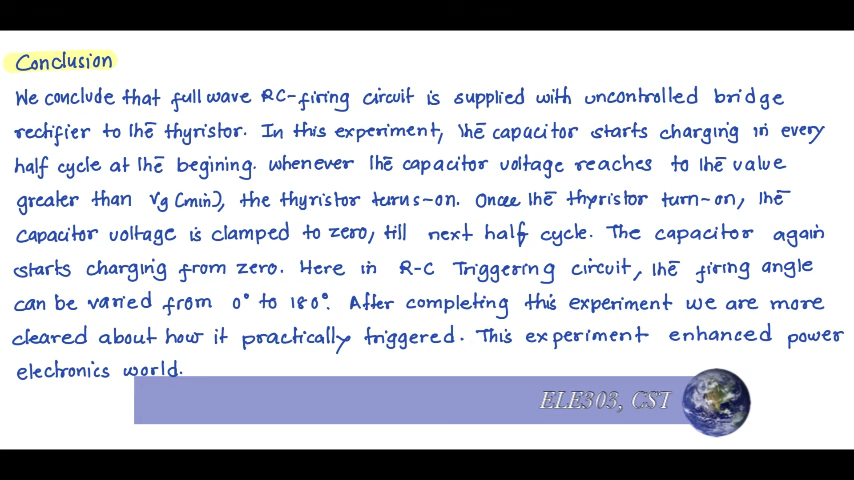 Conclusion
We conclude that full wave RC-firing circuit is supplied with uncontrolled bridge
rectifier to the thyristor. In this experiment, the capacitor starts charging in every
half cycle at the begining. whenever the capacitor voltage reaches to the value
greater than vg (min), the thyristor turns-on. Once the thyristor turn-on, the
capacitor voltage is clamped to zero, till next half cycle. The capacitor again
starts charging from zero. Here in R-C Triggering circuit, the firing angle
can be varied from 0° to 180°. After completing this experiment we are more
cleared about how it practically triggered. This experiment enhanced power
electronics world.
ELE303, CST